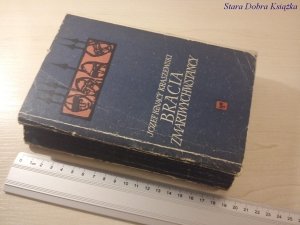 Stara Dobra Książka
JÓZEF IGNACY KRASZEWSKI
BRACIA
ZMARTWYCHWSTAŃCY